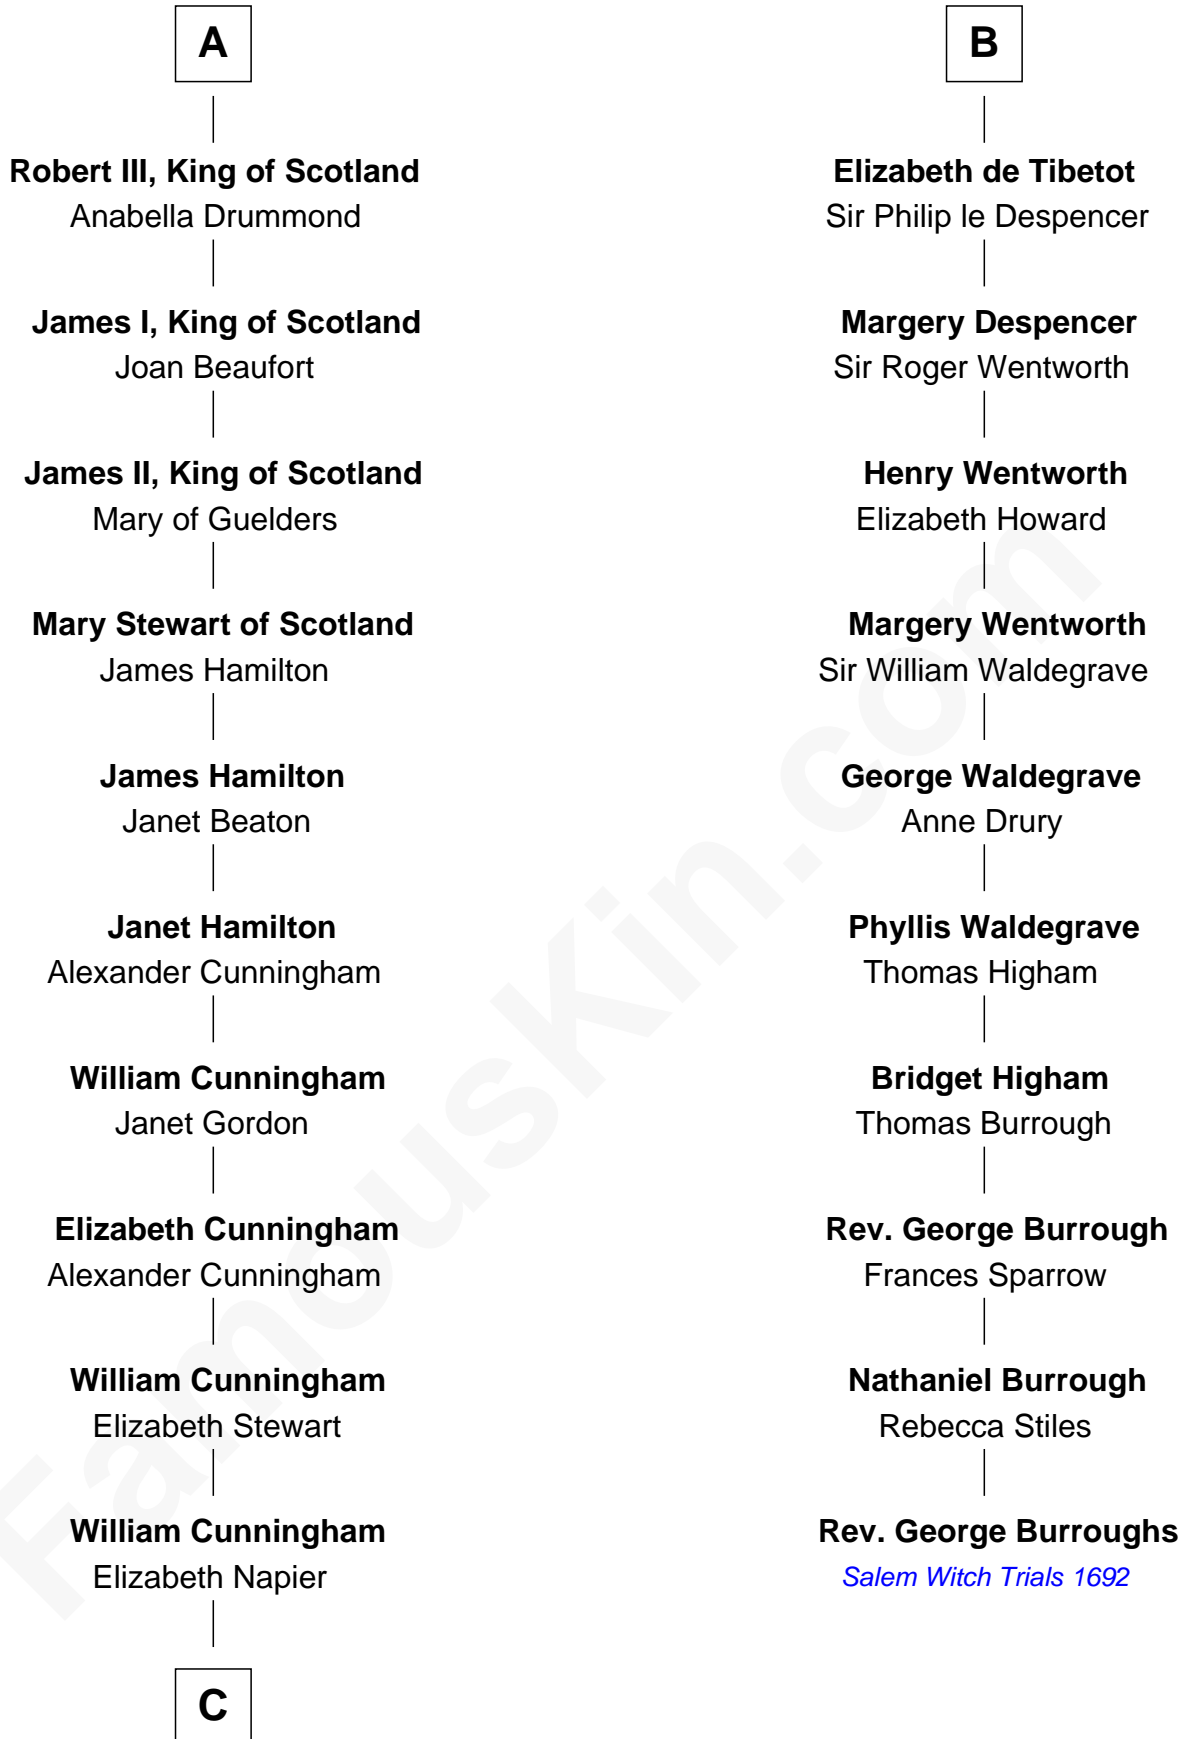 A
Robert III, King of Scotland
Anabella Drummond
James I, King of Scotland
Joan Beaufort
James II, King of Scotland
Mary of Guelders
Mary Stewart of Scotland
James Hamilton
James Hamilton
Janet Beaton
Janet Hamilton
Alexander Cunningham
William Cunningham
Janet Gordon
Elizabeth Cunningham
Alexander Cunningham
William Cunningham
Elizabeth Stewart
William Cunningham
Elizabeth Napier
C
B
Elizabeth de Tibetot
Sir Philip le Despencer
Margery Despencer
Sir Roger Wentworth
Henry Wentworth
Elizabeth Howard
Margery Wentworth
Sir William Waldegrave
George Waldegrave
Anne Drury
Phyllis Waldegrave
Thomas Higham
Bridget Higham
Thomas Burrough
Rev. George Burrough
Frances Sparrow
Nathaniel Burrough
Rebecca Stiles
Rev. George Burroughs
Salem Witch Trials 1692
FamousKin.com